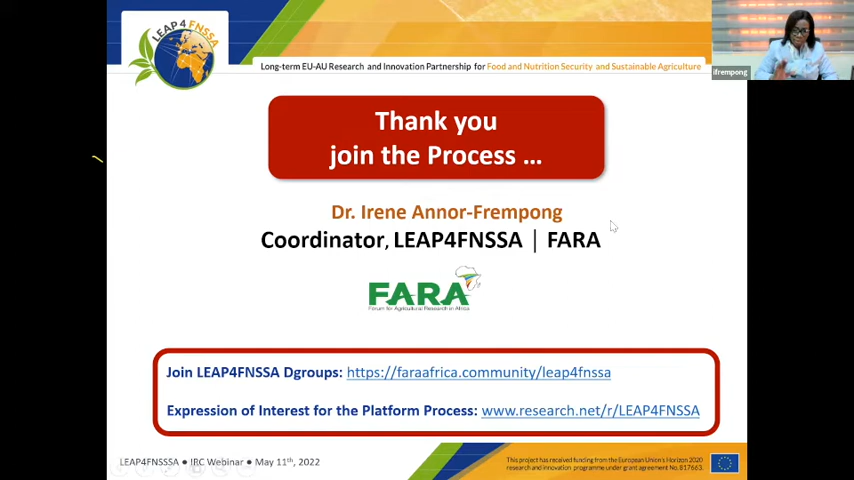 LEAP4FNSSA
Long-term EU-AU Research and Innovation Partnership for Food and Nutrition Security and Sustainable Agriculture
ifrempong
Thank you
join the Process ...
Dr. Irene Annor-Frempong
Coordinator, LEAP4FNSSA | FARA
FARA
Forum for Agricultural Research in Africa
Join LEAP4FNSSA Dgroups: https://faraafrica.community/leap4fnssa
Expression of Interest for the Platform Process: www.research.net/r/LEAP4FNSSA
LEAP4FNSSSA ● IRC Webinar ● May 11th, 2022
This project has received funding from the European Union's Horizon 2020
research and innovation programme under grant agreement No. 817663.